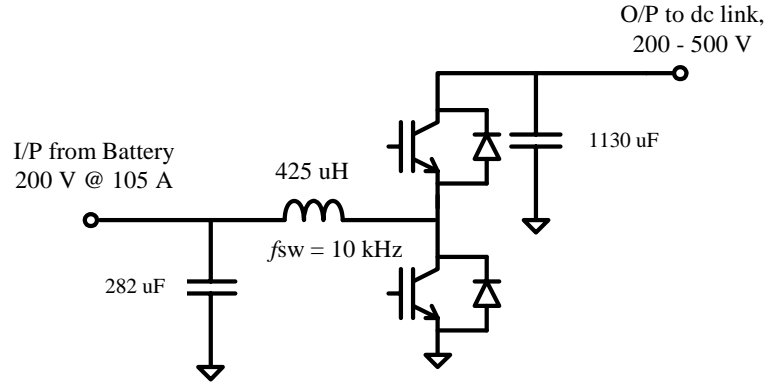 O/P to dc link,
200 - 500 V
I/P from Battery
200 V @ 105 A
425 uH
1130 uF
fsw = 10 kHz
282 uF